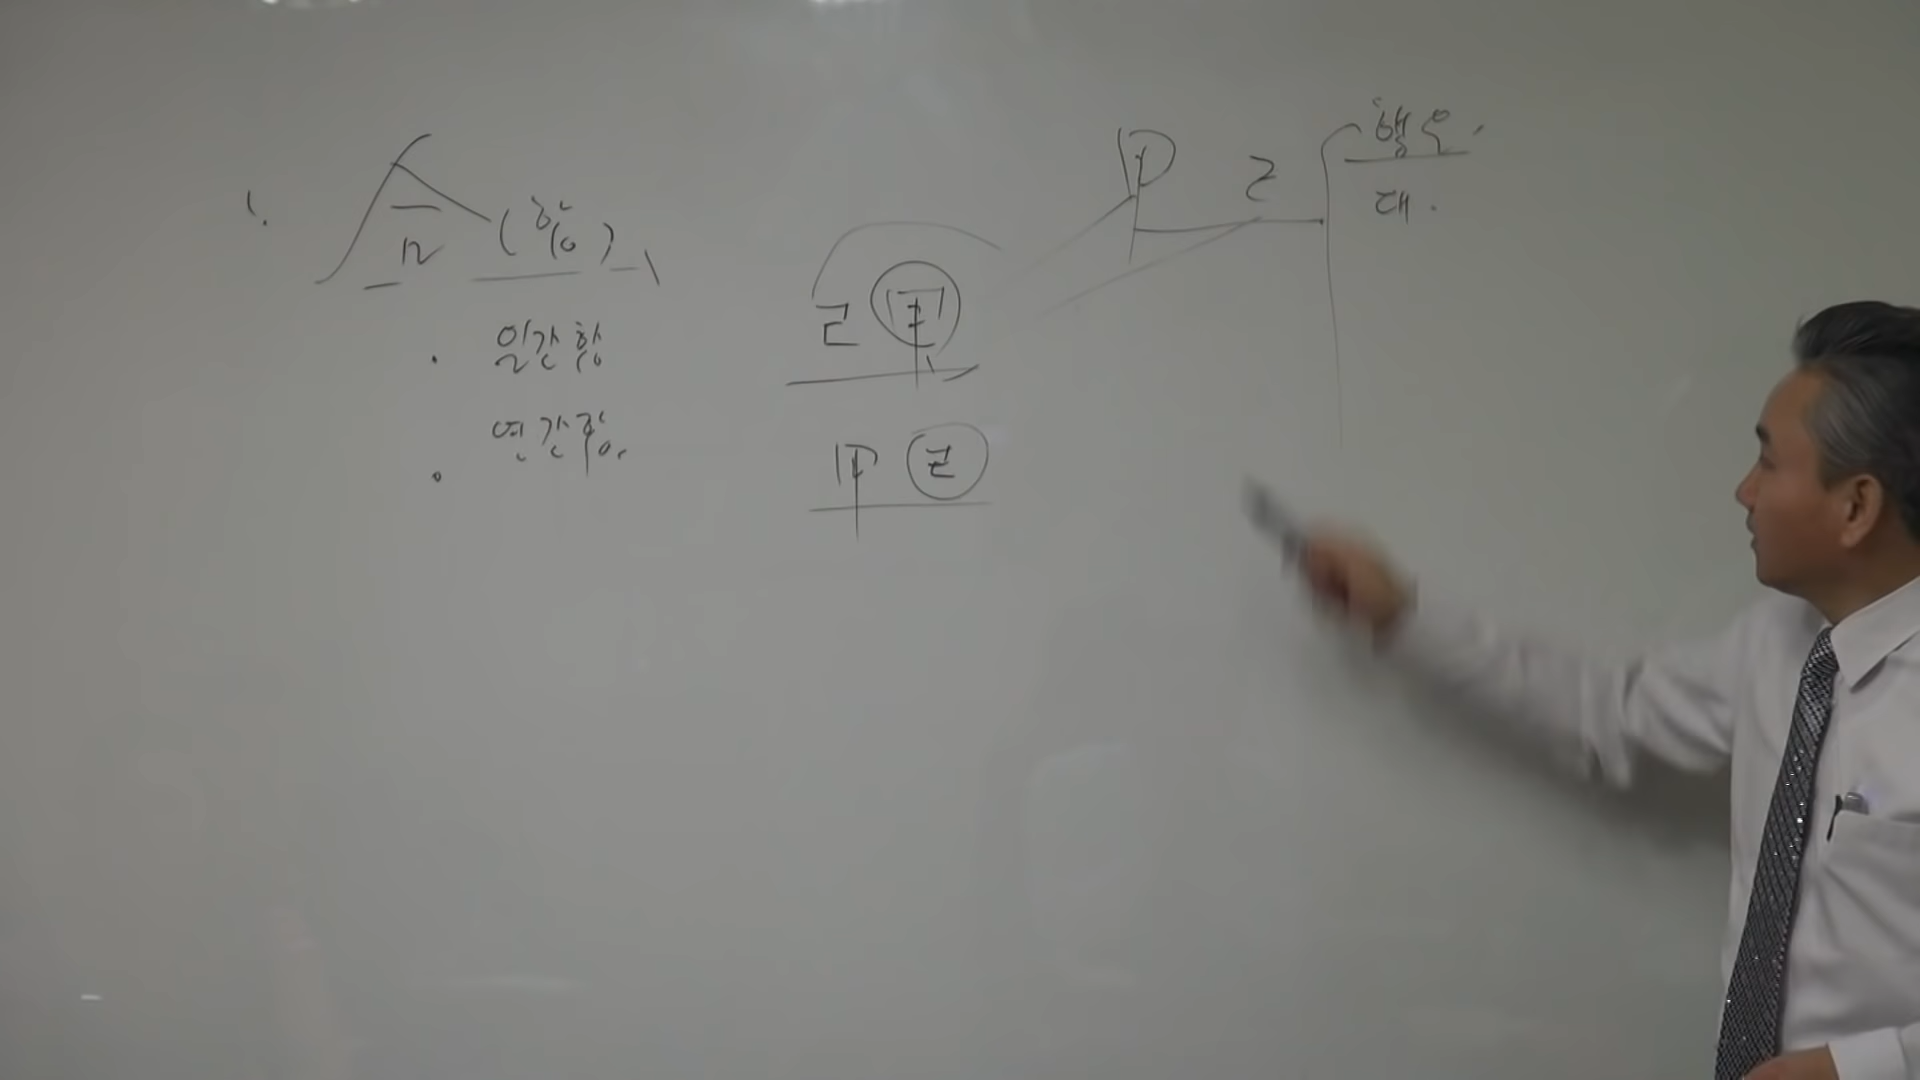 1. 合 (합)
· 일간합
· 연간합.
己 甲
甲 己
甲 己 행운.
대.